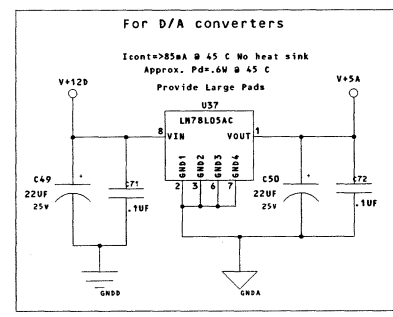 For D/A converters
Icont=>85mA @ 45 C No heat sink
Approx. Pd=.6W @ 45 C
Provide Large Pads
V+12D
V+5A
U37
LM78L05AC
8
VIN
VOUT
1
GND1
GND2
GND3
GND4
2
3
6
7
C49
+
22UF
25V
C71
.1UF
C50
+
22UF
25V
C72
.1UF
GNDD
GNDA